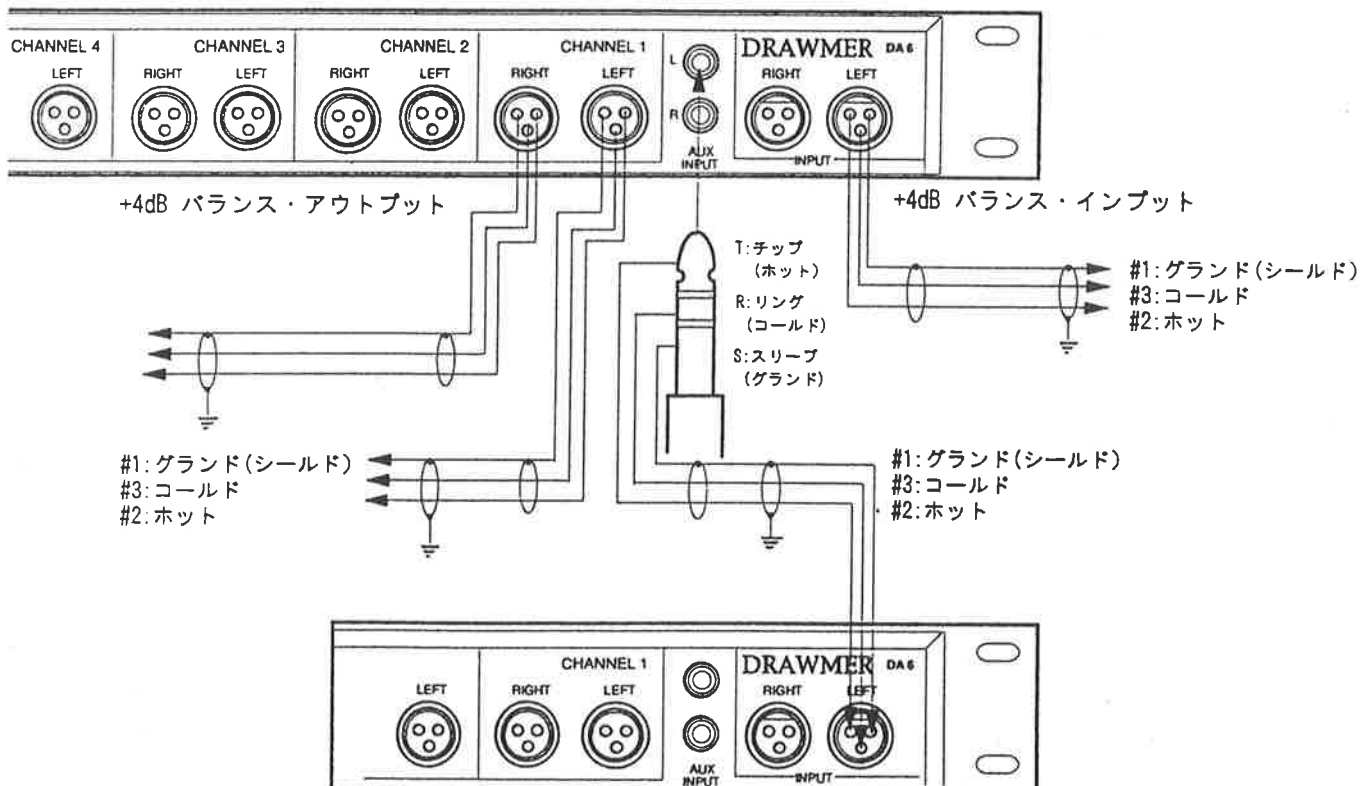 CHANNEL 4
CHANNEL 3
CHANNEL 2
CHANNEL 1
DRAWMER DA6
LEFT
RIGHT
LEFT
RIGHT
LEFT
RIGHT
LEFT
L
R
AUX
INPUT
RIGHT
LEFT
INPUT
+4dB バランス・アウトプット
+4dB バランス・インプット
T:チップ
(ホット)
R:リング
(コールド)
S:スリーブ
(グランド)
#1:グランド(シールド)
#3:コールド
#2:ホット
#1:グランド(シールド)
#3:コールド
#2:ホット
#1:グランド(シールド)
#3:コールド
#2:ホット
CHANNEL 1
DRAWMER DA6
LEFT
RIGHT
LEFT
AUX
INPUT
RIGHT
LEFT
INPUT